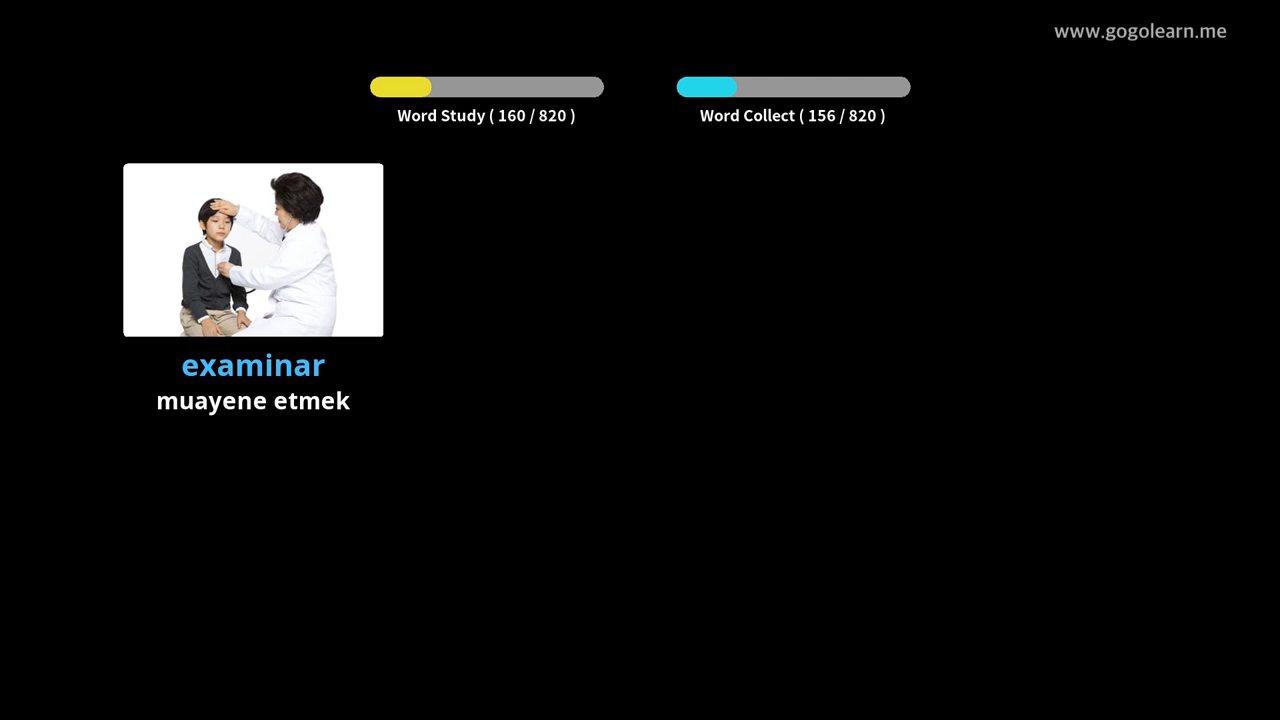 www.gogolearn.me
Word Study ( 160 / 820 )
Word Collect ( 156 / 820 )
examinar
muayene etmek